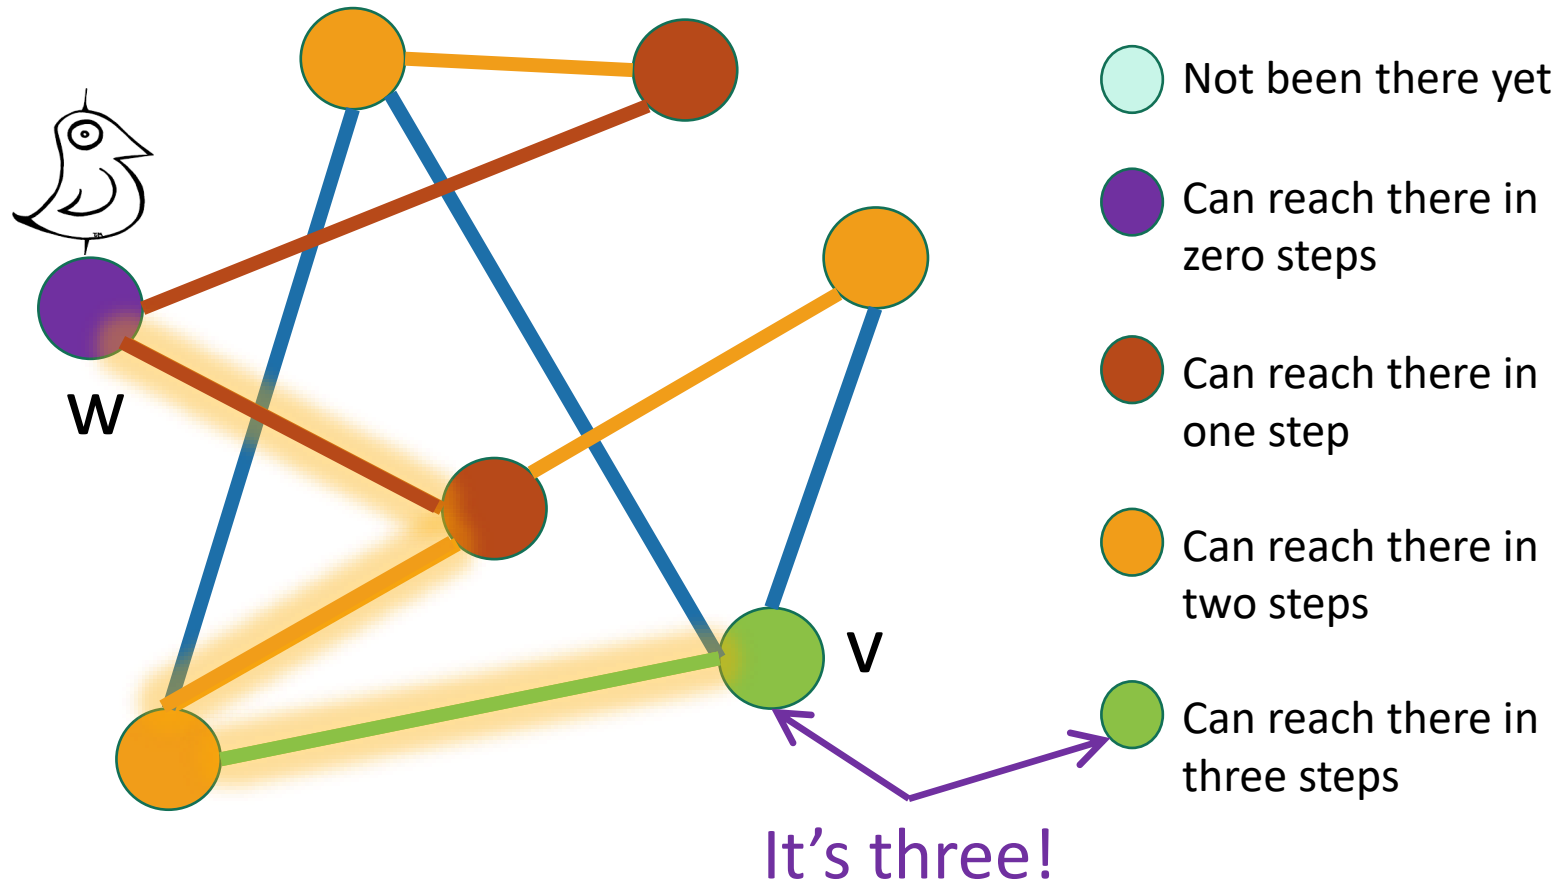 Not been there yet
Can reach there in
zero steps
w
Can reach there in
one step
Can reach there in
two steps
v
Can reach there in
three steps
It's three!